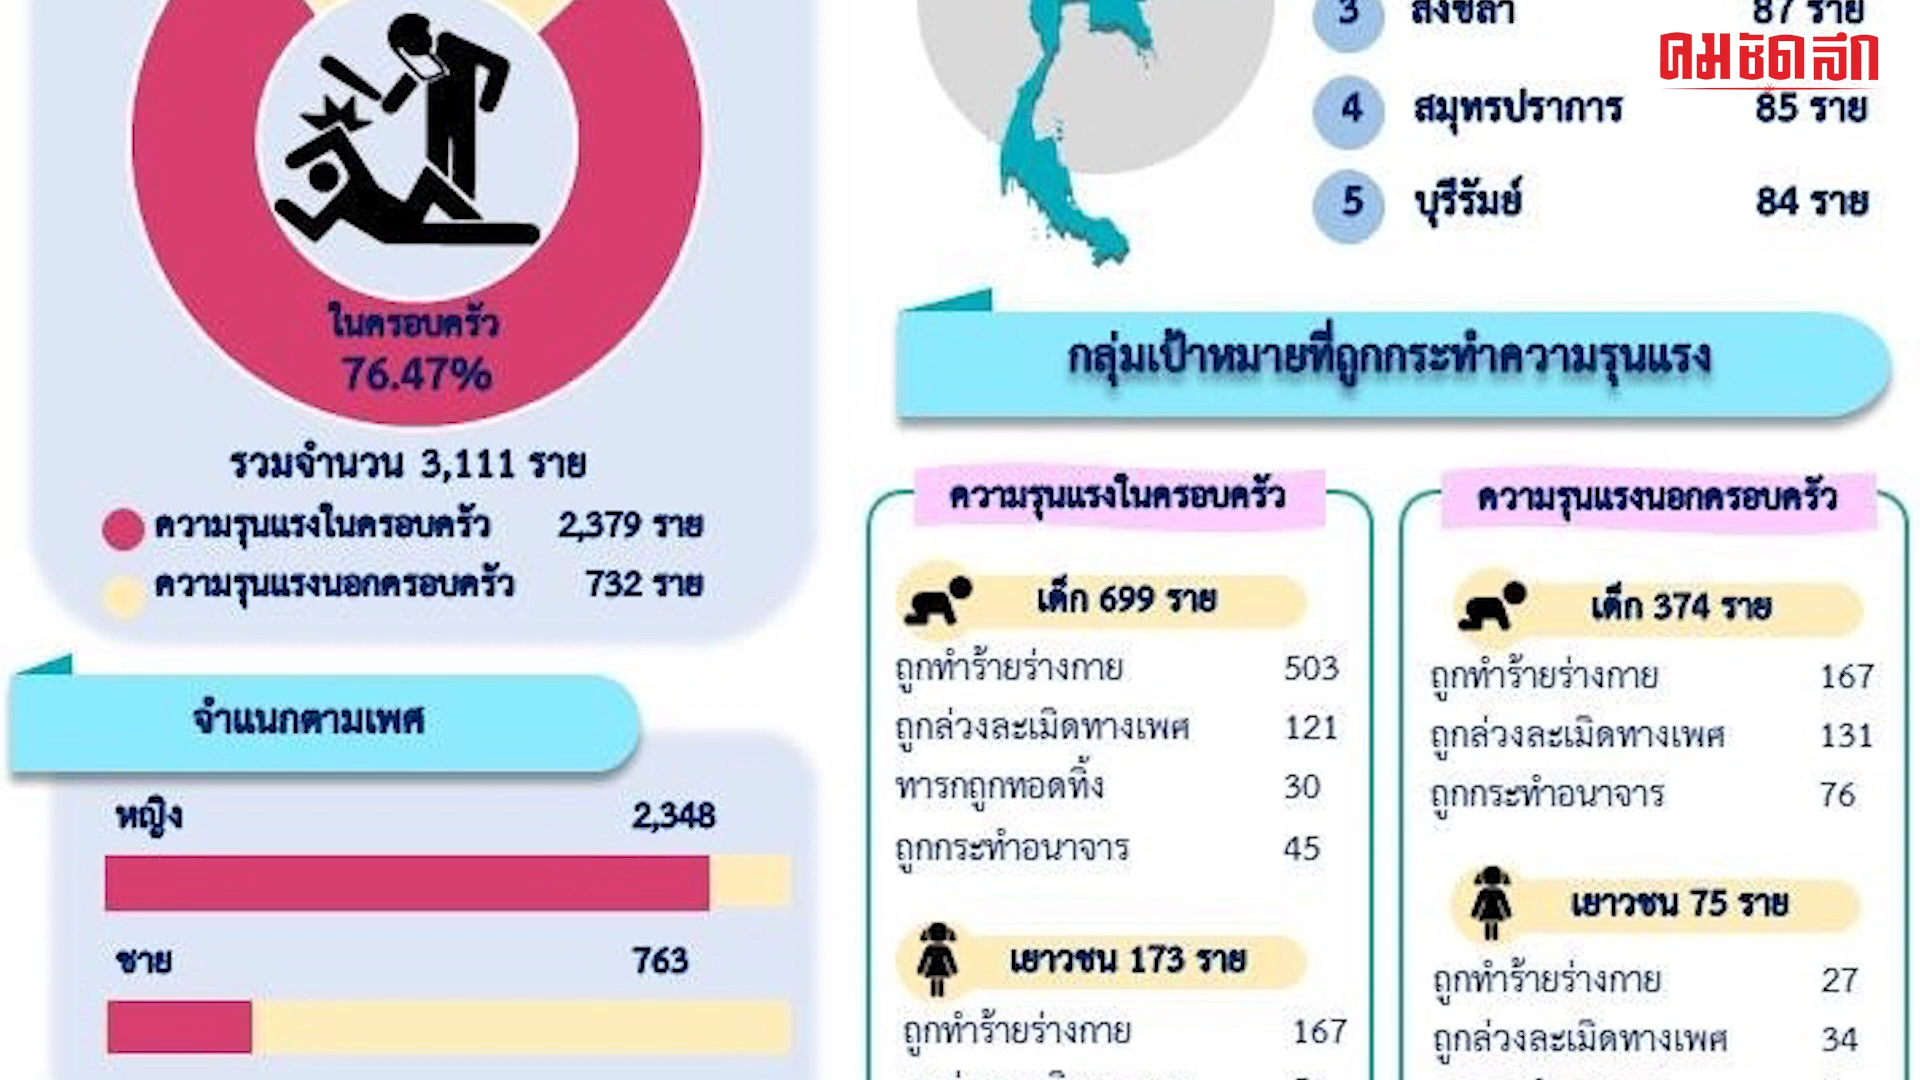 ในครอบครัว
76.47%
รวมจำนวน 3,111 ราย
ความรุนแรงในครอบครัว 2,379 ราย
ความรุนแรงนอกครอบครัว 732 ราย
จำแนกตามเพศ
หญิง 2,348
ชาย 763
3 สงขลา 87 ราย
คมชัดลึก
4 สมุทรปราการ 85 ราย
5 บุรีรัมย์ 84 ราย
กลุ่มเป้าหมายที่ถูกกระทำความรุนแรง
ความรุนแรงในครอบครัว
เด็ก 699 ราย
ถูกทำร้ายร่างกาย 503
ถูกล่วงละเมิดทางเพศ 121
ทารกถูกทอดทิ้ง 30
ถูกกระทำอนาจาร 45
เยาวชน 173 ราย
ถูกทำร้ายร่างกาย 167
ความรุนแรงนอกครอบครัว
เด็ก 374 ราย
ถูกทำร้ายร่างกาย 167
ถูกล่วงละเมิดทางเพศ 131
ถูกกระทำอนาจาร 76
เยาวชน 75 ราย
ถูกทำร้ายร่างกาย 27
ถูกล่วงละเมิดทางเพศ 34